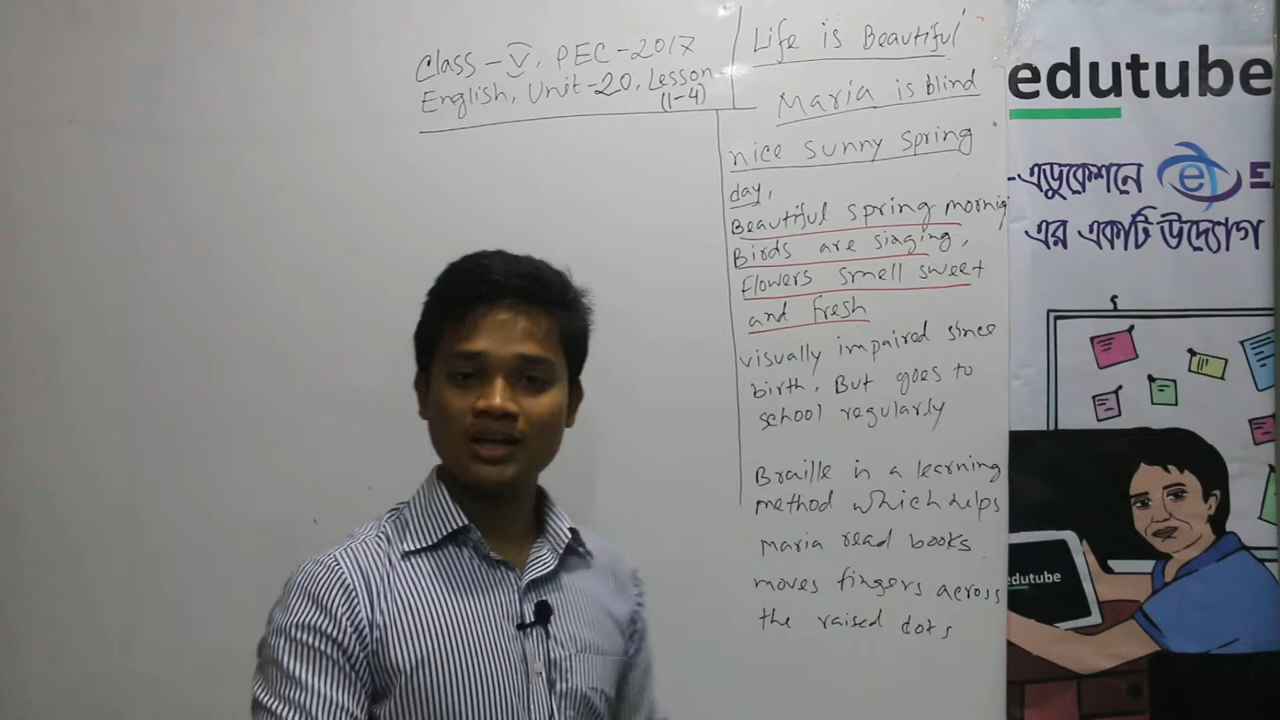 Class - V, PEC - 2017
English, Unit - 20, Lesson
(1-4)
Life is Beautiful
Maria is blind
nice sunny spring
day,
Beautiful spring mornig
Birds are singing,
flowers smell sweet
and fresh
visually impaired since
birth. But goes to
school regularly
Braille in a learning
method which helps
Maria read books.
moves fingers across
the raised dots
edutube
-এডুকেশনে
e
E
এর একটি উদ্যোগ
edutube